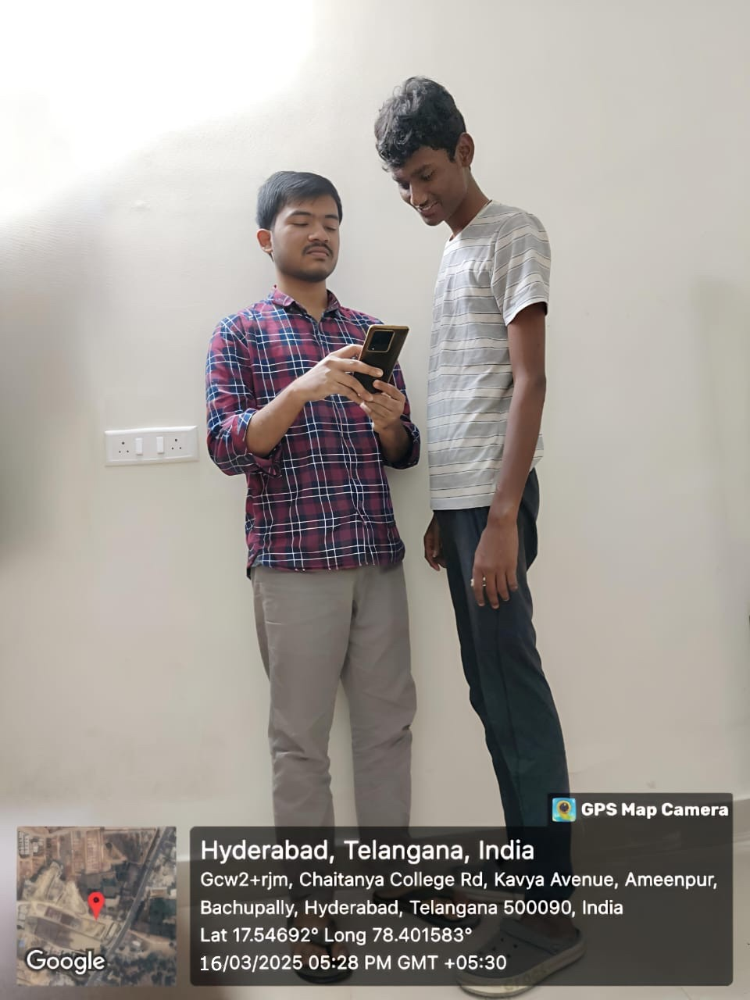 GPS Map Camera
Hyderabad, Telangana, India
Gcw2+rjm, Chaitanya College Rd, Kavya Avenue, Ameenpur,
Bachupally, Hyderabad, Telangana 500090, India
Lat 17.54692° Long 78.401583°
16/03/2025 05:28 PM GMT +05:30
Google
crocs